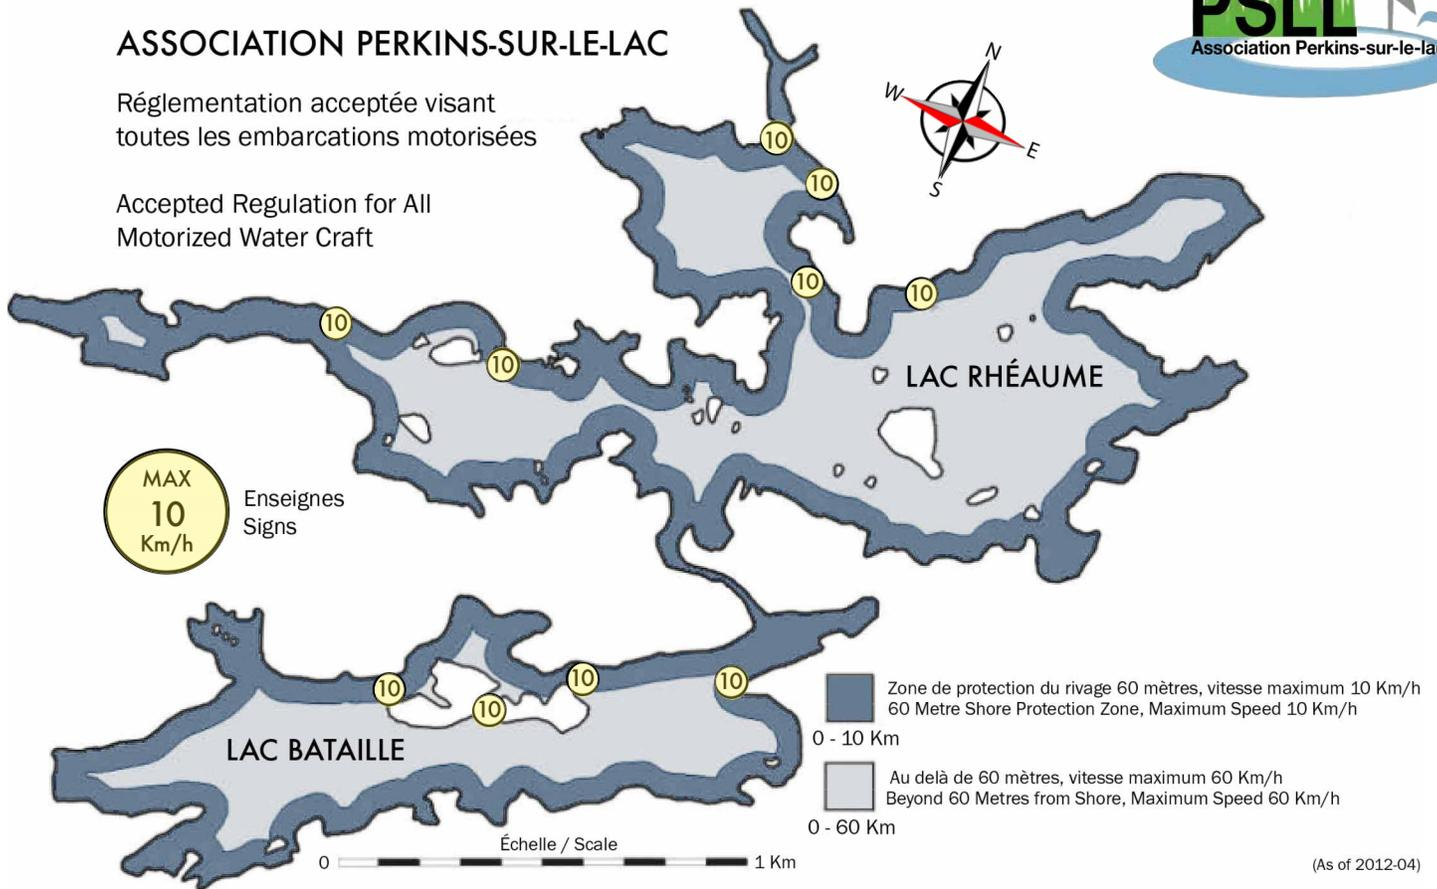 ASSOCIATION PERKINS-SUR-LE-LAC
PSLL
Association Perkins-sur-le-la
Réglementation acceptée visant
toutes les embarcations motorisées
Accepted Regulation for All
Motorized Water Craft
N
W
E
S
10
10
10
10
10
10
LAC RHÉAUME
MAX
10
Km/h
Enseignes
Signs
10
10
10
10
LAC BATAILLE
Zone de protection du rivage 60 mètres, vitesse maximum 10 Km/h
60 Metre Shore Protection Zone, Maximum Speed 10 Km/h
0 - 10 Km
Au delà de 60 mètres, vitesse maximum 60 Km/h
Beyond 60 Metres from Shore, Maximum Speed 60 Km/h
0 - 60 Km
Échelle / Scale
0
1 Km
(As of 2012-04)